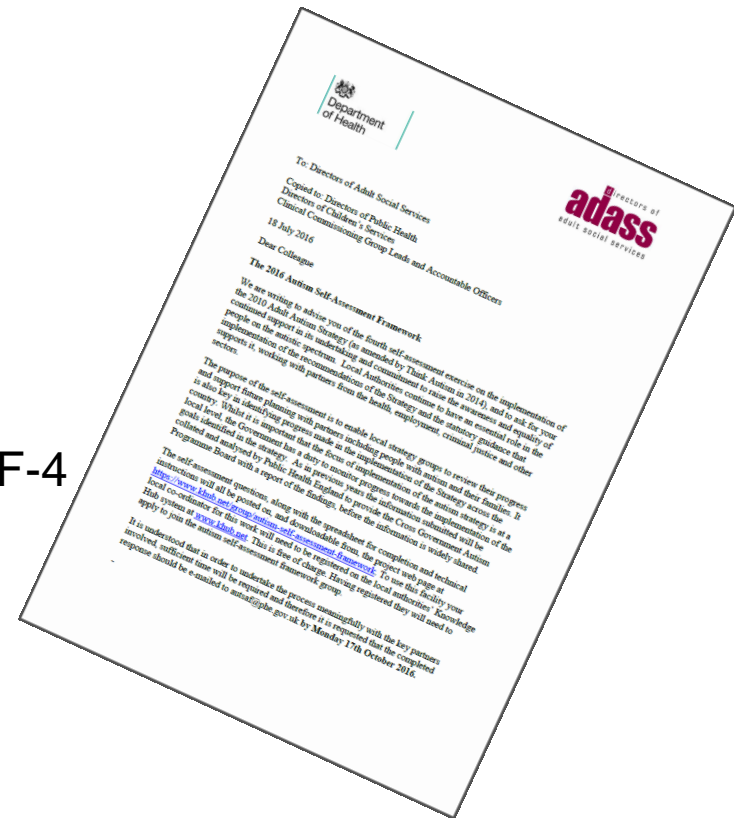 Department
of Health
directors of
adass
adult social services
To: Directors of Adult Social Services
Copied to: Directors of Public Health
Directors of Children's Services
Clinical Commissioning Group Leads and Accountable Officers
18 July 2016
Dear Colleague
The 2016 Autism Self-Assessment Framework
We are writing to advise you of the fourth self-assessment exercise on the implementation of
the 2010 Adult Autism Strategy (as amended by Think Autism in 2014), and to ask for your
continued support in its undertaking and commitment to raise the awareness and equality of
people on the autistic spectrum. Local Authorities continue to have an essential role in the
implementation of the recommendations of the Strategy and the statutory guidance that
supports it, working with partners from the health, employment, criminal justice and other
sectors.
The purpose of the self-assessment is to enable local strategy groups to review their progress
and support future planning with partners including people with autism and their families. It
is also key in identifying progress made in the implementation of the Strategy across the
country. Whilst it is important that the focus of implementation of the autism strategy is at a
local level, the Government has a duty to monitor progress towards the implementation of the
goals identified in the strategy. As in previous years the information submitted will be
collated and analysed by Public Health England to provide the Cross Government Autism
Programme Board with a report of the findings, before the information is widely shared.
The self-assessment questions, along with the spreadsheet for completion and technical
instructions will all be posted on, and downloadable from, the project web page at
https://www.khub.net/group/autism-self-assessment-framework. To use this facility your
local co-ordinator for this work will need to be registered on the local authorities' Knowledge
Hub system at www.khub.net. This is free of charge. Having registered they will need to
apply to join the autism self-assessment framework group.
It is understood that in order to undertake the process meaningfully with the key partners
involved, sufficient time will be required and therefore it is requested that the completed
response should be e-mailed to autsaf@phe.gov.uk by Monday 17th October 2016.
F-4